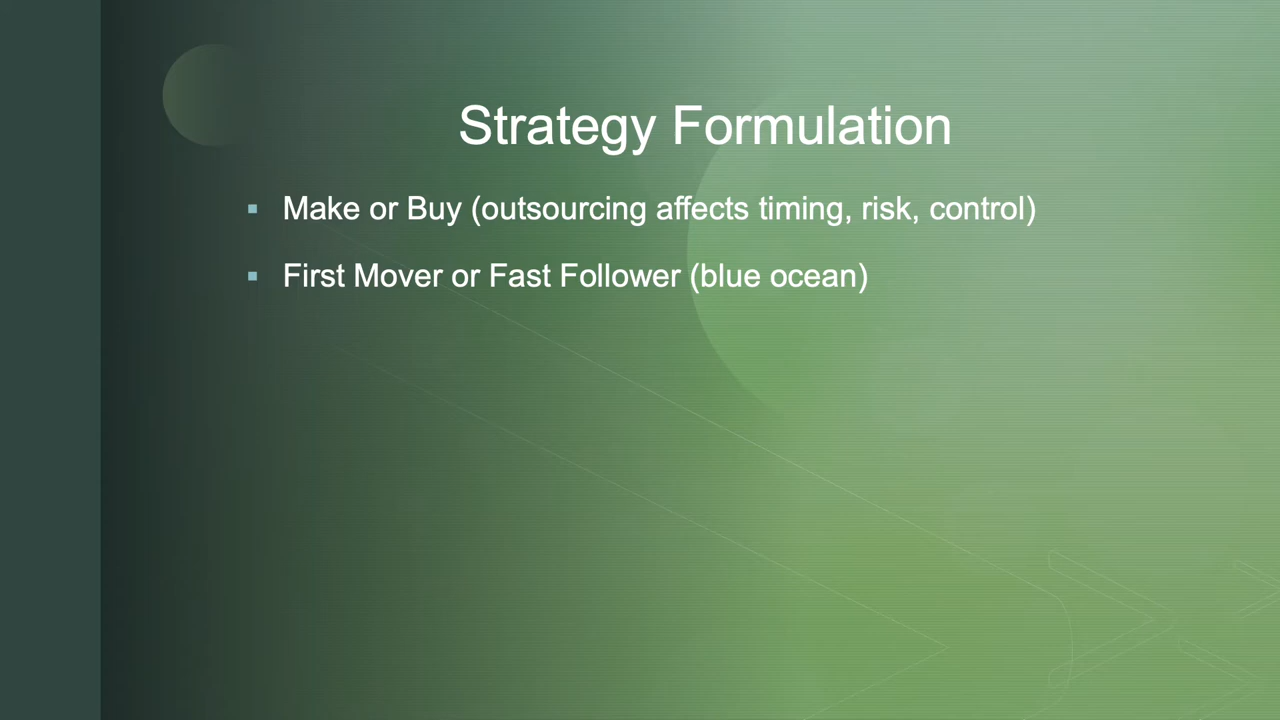 Strategy Formulation
▪ Make or Buy (outsourcing affects timing, risk, control)
▪ First Mover or Fast Follower (blue ocean)